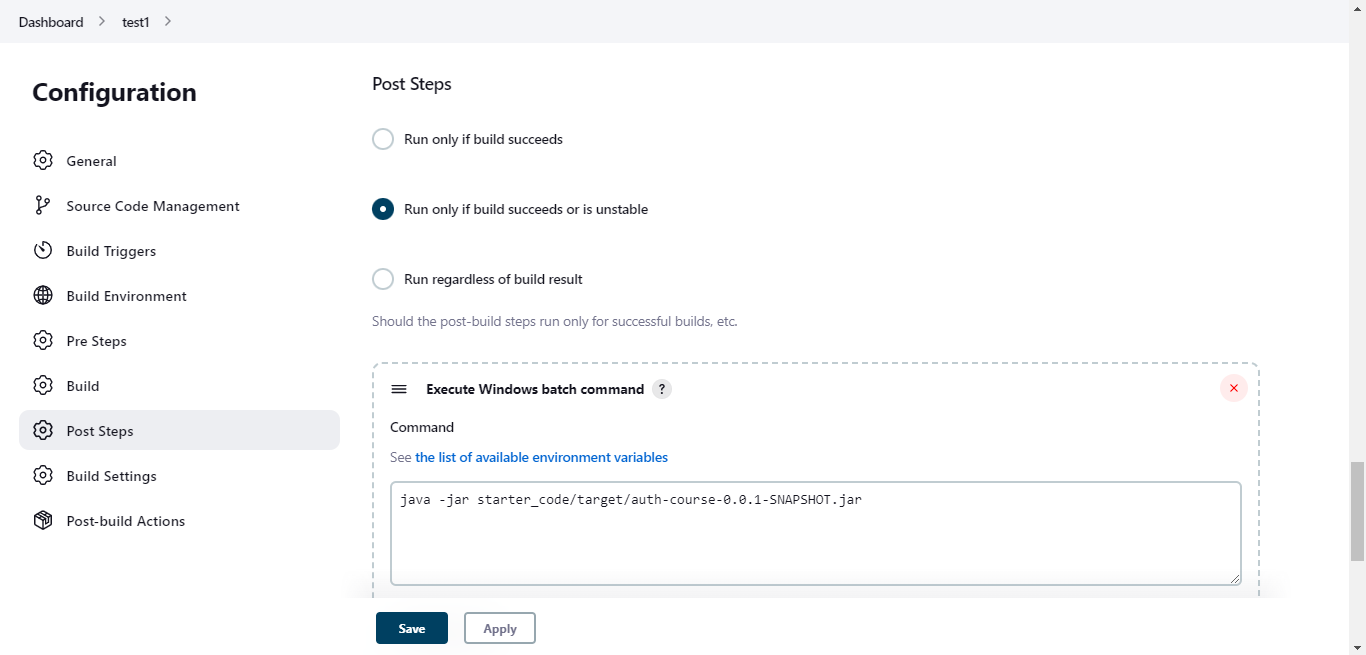 Dashboard
test1
Configuration
General
Source Code Management
Build Triggers
Build Environment
Pre Steps
Build
Post Steps
Build Settings
Post-build Actions
Post Steps
Run only if build succeeds
Run only if build succeeds or is unstable
Run regardless of build result
Should the post-build steps run only for successful builds, etc.
Execute Windows batch command ?
Command
See the list of available environment variables
java -jar starter_code/target/auth-course-0.0.1-SNAPSHOT.jar
Save
Apply